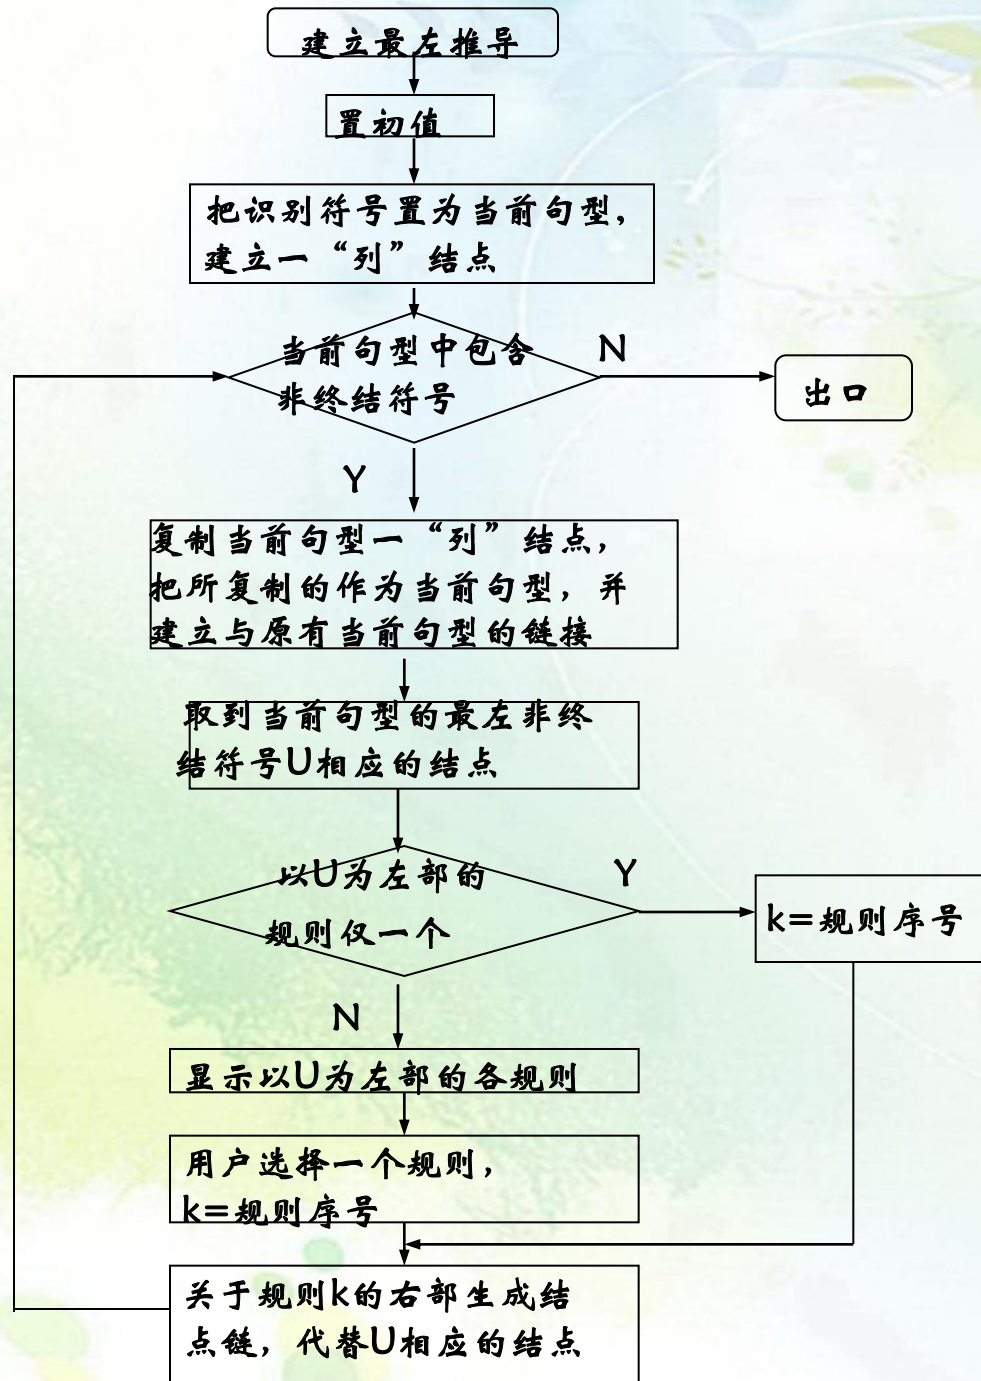 建立最左推导
置初值
把识别符号置为当前句型，
建立一“列”结点
当前句型中包含
非终结符号
N
出口
Y
复制当前句型一“列”结点，
把所复制的作为当前句型，并
建立与原有当前句型的链接
取到当前句型的最左非终
结符号U相应的结点
以U为左部的
规则仅一个
Y
k=规则序号
N
显示以U为左部的各规则
用户选择一个规则，
k=规则序号
关于规则k的右部生成结
点链，代替U相应的结点